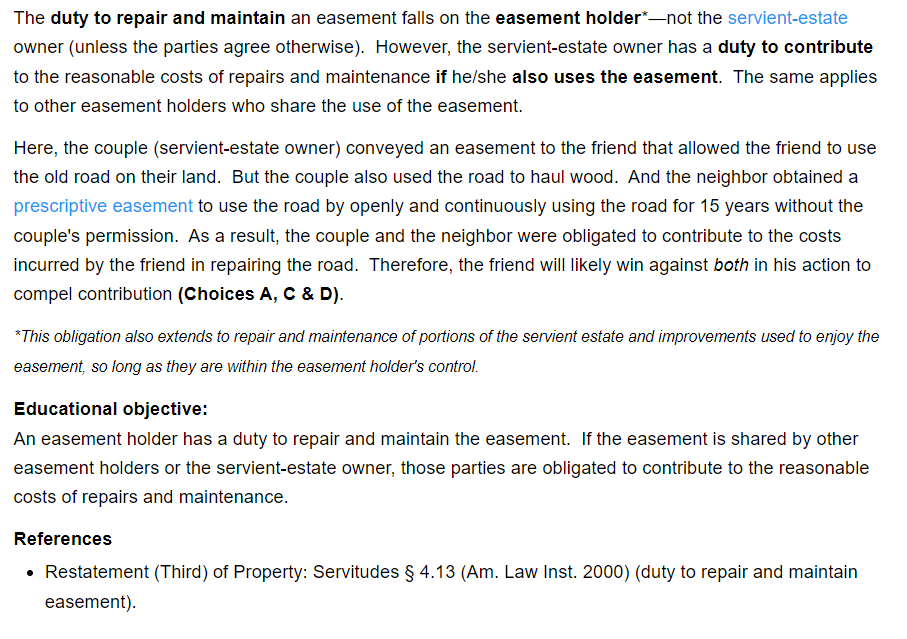 The duty to repair and maintain an easement falls on the easement holder*—not the servient-estate
owner (unless the parties agree otherwise).  However, the servient-estate owner has a duty to contribute
to the reasonable costs of repairs and maintenance if he/she also uses the easement.  The same applies
to other easement holders who share the use of the easement.
Here, the couple (servient-estate owner) conveyed an easement to the friend that allowed the friend to use
the old road on their land.  But the couple also used the road to haul wood.  And the neighbor obtained a
prescriptive easement to use the road by openly and continuously using the road for 15 years without the
couple's permission.  As a result, the couple and the neighbor were obligated to contribute to the costs
incurred by the friend in repairing the road.  Therefore, the friend will likely win against both in his action to
compel contribution (Choices A, C & D).
*This obligation also extends to repair and maintenance of portions of the servient estate and improvements used to enjoy the
easement, so long as they are within the easement holder's control.
Educational objective:
An easement holder has a duty to repair and maintain the easement.  If the easement is shared by other
easement holders or the servient-estate owner, those parties are obligated to contribute to the reasonable
costs of repairs and maintenance.
References
• Restatement (Third) of Property: Servitudes § 4.13 (Am. Law Inst. 2000) (duty to repair and maintain
easement).